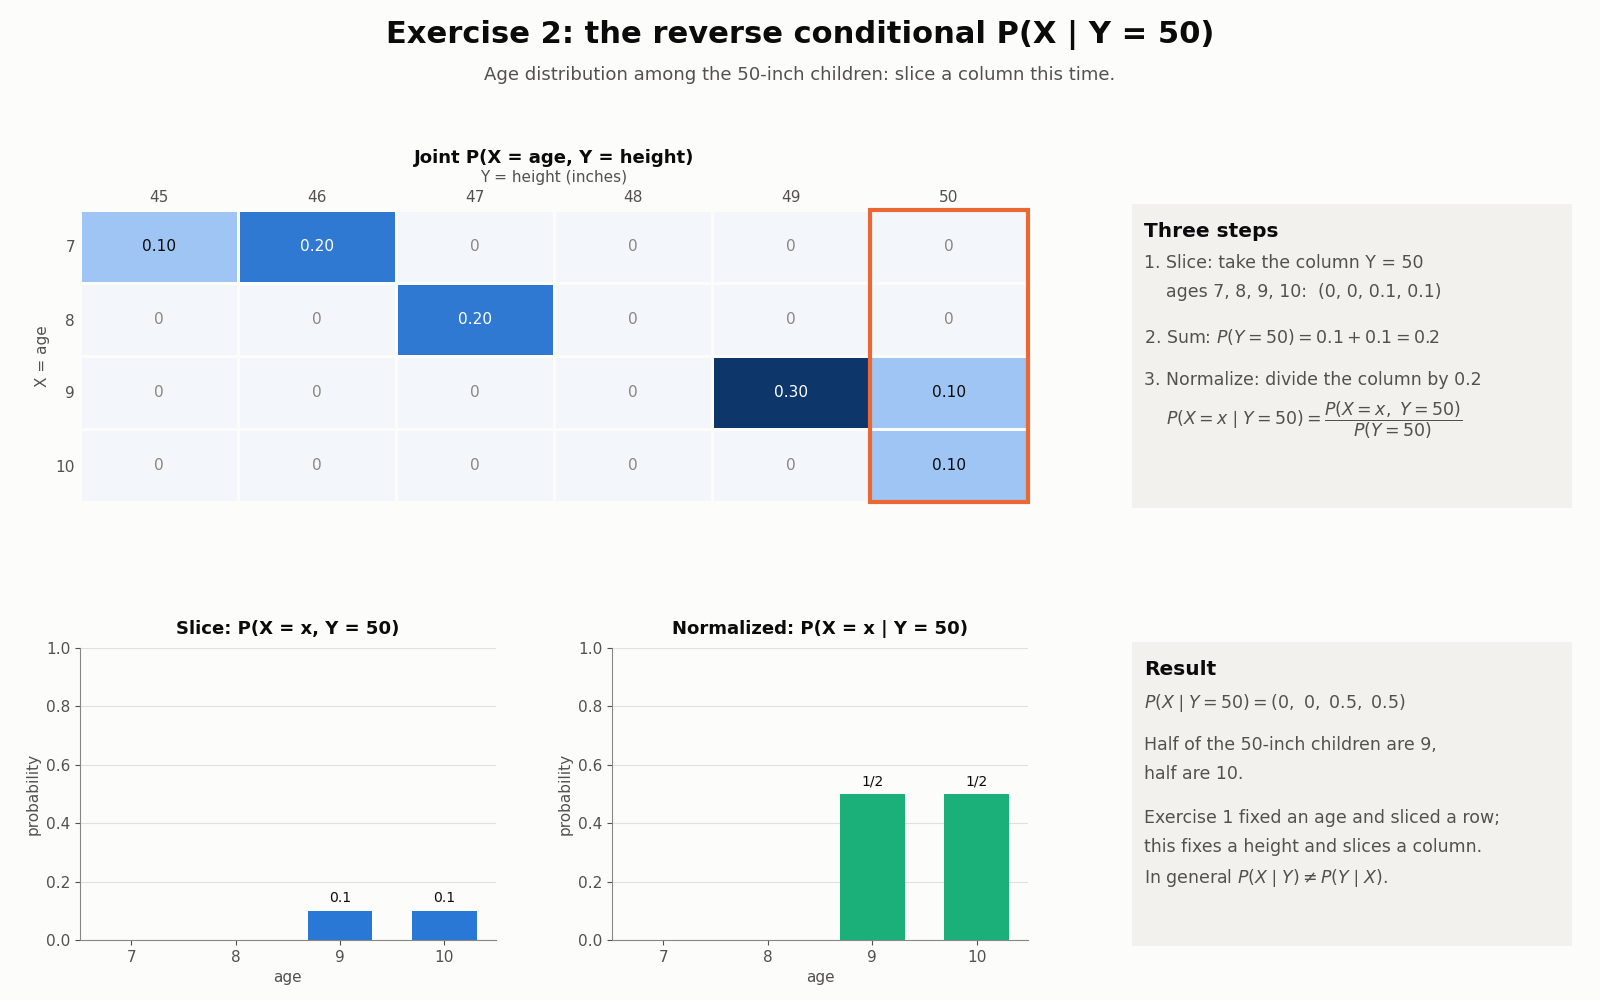 Exercise 2: the reverse conditional P(X | Y = 50)
Age distribution among the 50-inch children: slice a column this time.
Joint P(X = age, Y = height)
Y = height (inches)
45 46 47 48 49 50
X = age
7 0.10 0.20 0 0 0 0
8 0 0 0.20 0 0 0
9 0 0 0 0 0.30 0.10
10 0 0 0 0 0 0.10
Three steps
1. Slice: take the column Y = 50
ages 7, 8, 9, 10: (0, 0, 0.1, 0.1)
2. Sum: P(Y = 50) = 0.1 + 0.1 = 0.2
3. Normalize: divide the column by 0.2
P(X = x | Y = 50) = P(X = x, Y = 50) / P(Y = 50)
Slice: P(X = x, Y = 50)
probability
1.0
0.8
0.6
0.4
0.2
0.0
0.1 0.1
7 8 9 10
age
Normalized: P(X = x | Y = 50)
probability
1.0
0.8
0.6
0.4
0.2
0.0
1/2 1/2
7 8 9 10
age
Result
P(X | Y = 50) = (0, 0, 0.5, 0.5)
Half of the 50-inch children are 9,
half are 10.
Exercise 1 fixed an age and sliced a row;
this fixes a height and slices a column.
In general P(X | Y) ≠ P(Y | X).